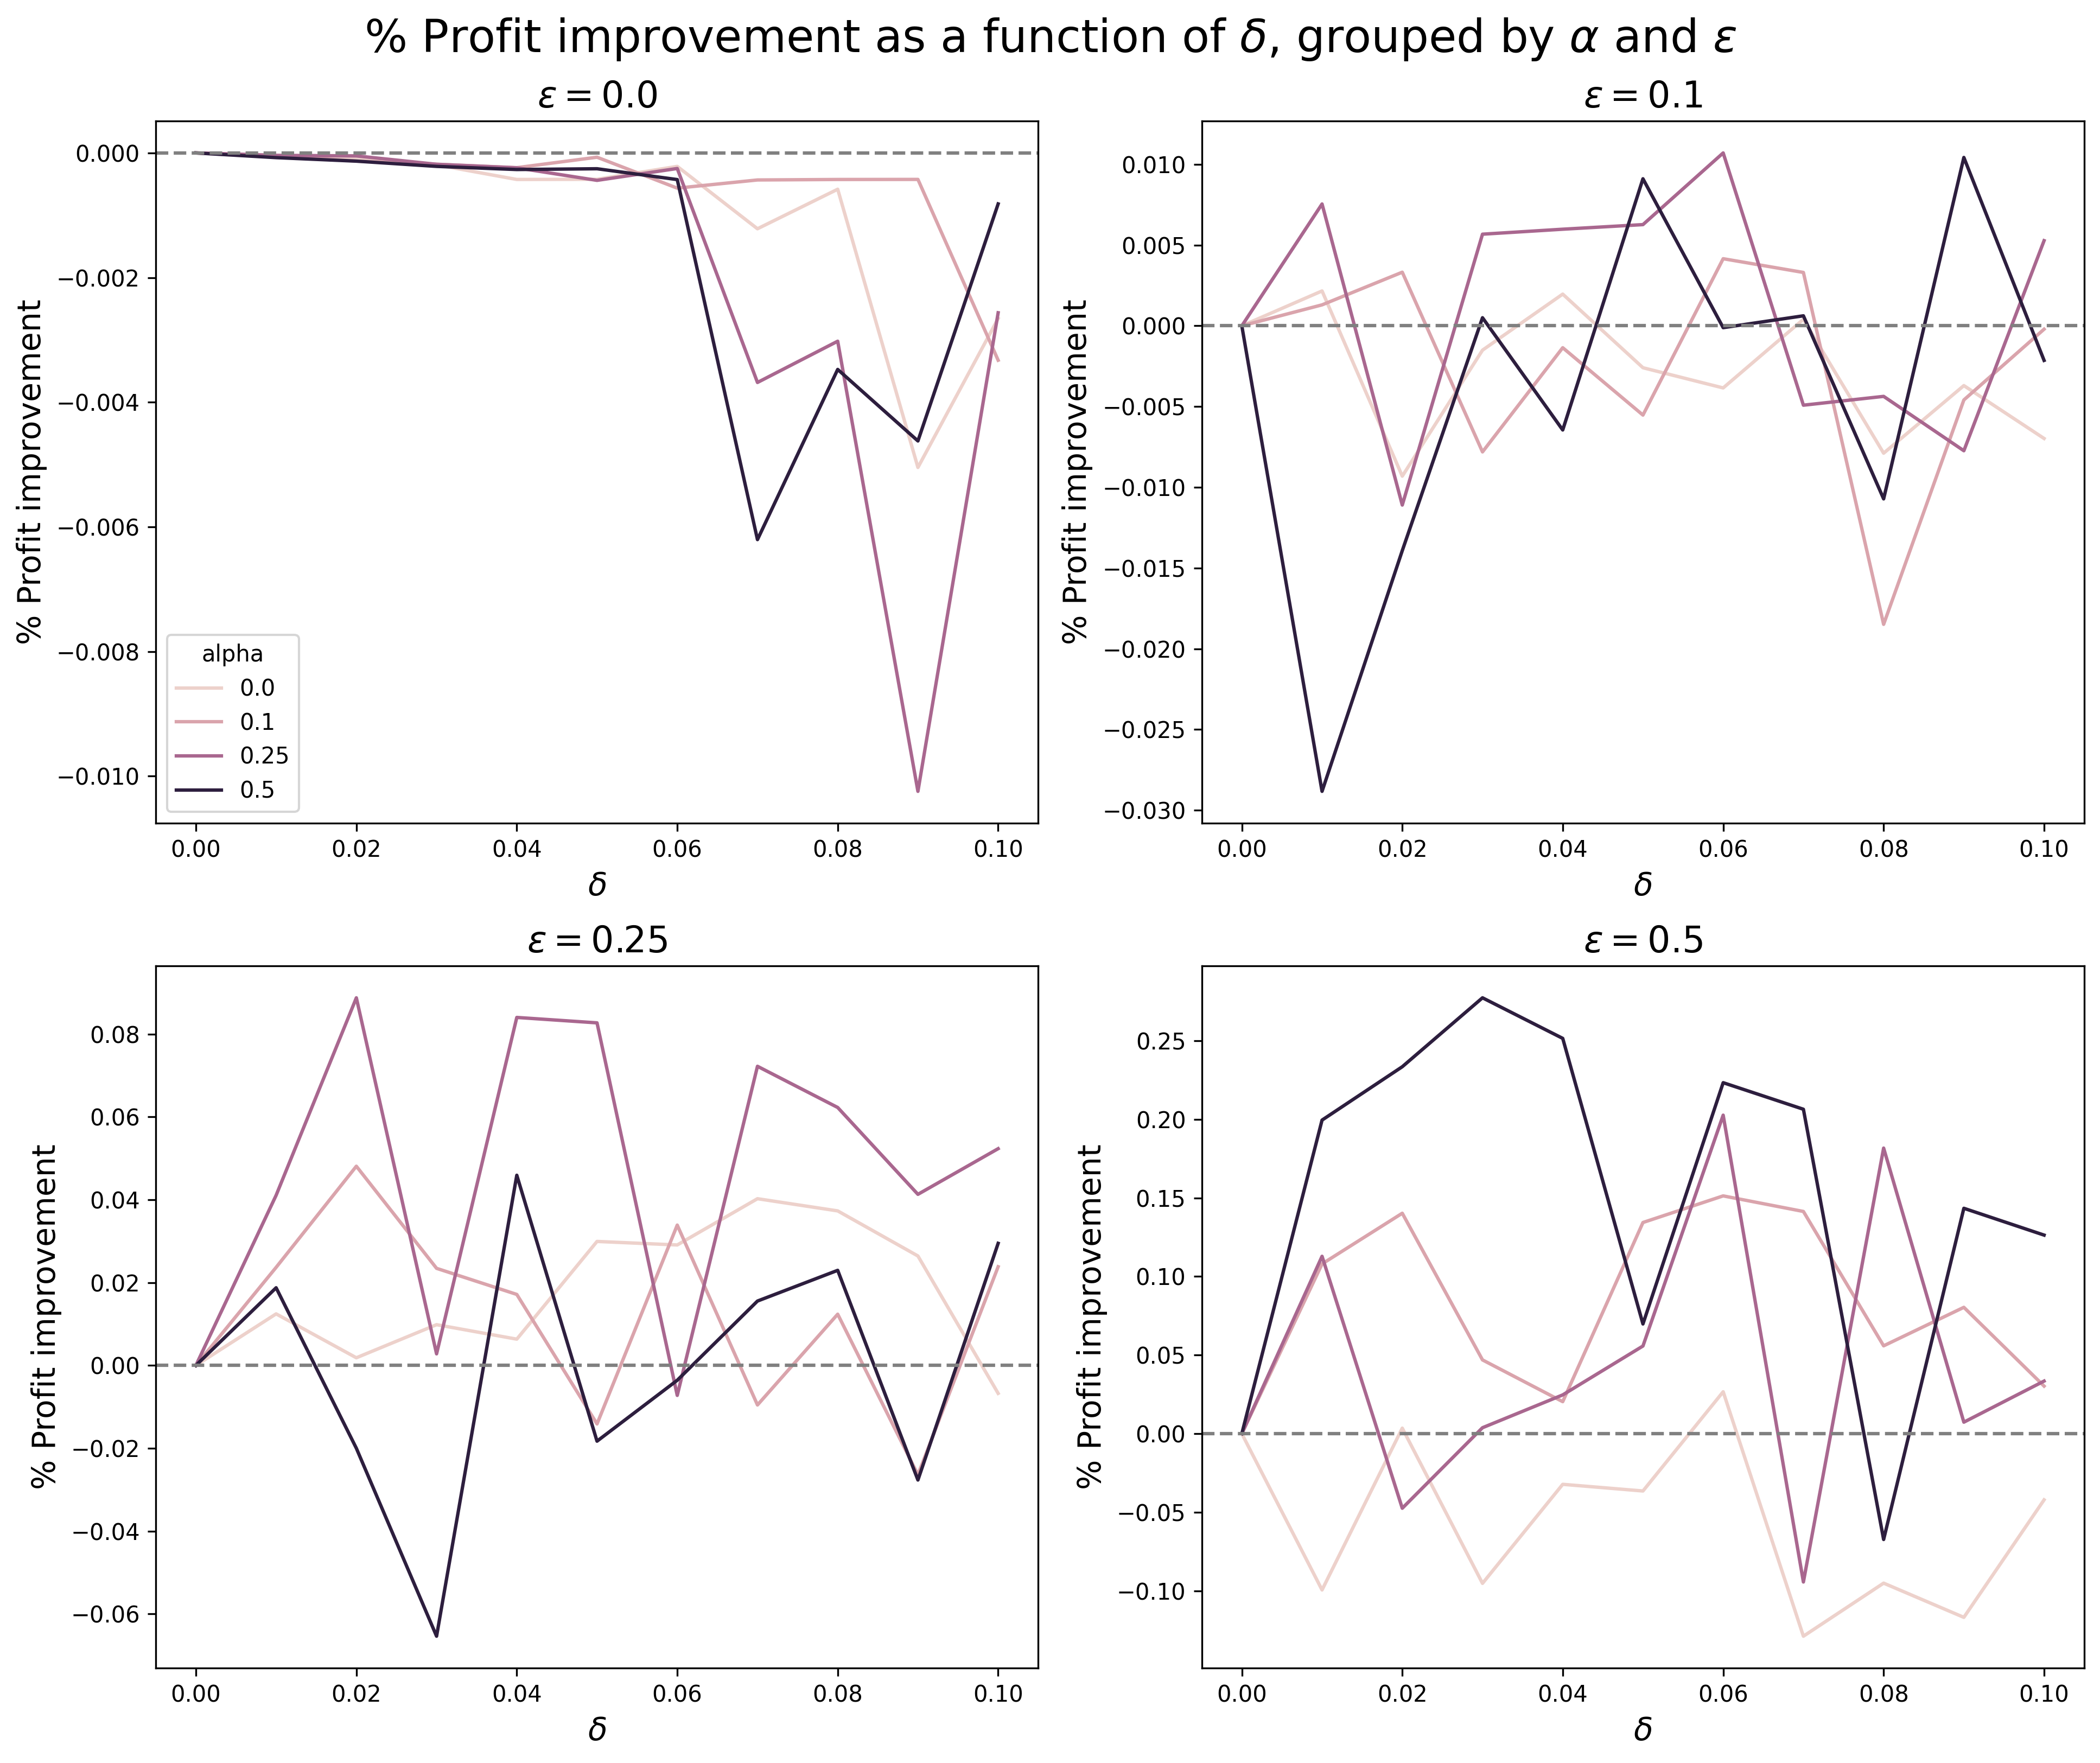 % Profit improvement as a function of δ, grouped by α and ε
ε = 0.0
0.000
−0.002
−0.004
−0.006
−0.008
−0.010
% Profit improvement
alpha
0.0
0.1
0.25
0.5
0.00 0.02 0.04 0.06 0.08 0.10
δ
ε = 0.1
0.010
0.005
0.000
−0.005
−0.010
−0.015
−0.020
−0.025
−0.030
% Profit improvement
0.00 0.02 0.04 0.06 0.08 0.10
δ
ε = 0.25
0.08
0.06
0.04
0.02
0.00
−0.02
−0.04
−0.06
% Profit improvement
0.00 0.02 0.04 0.06 0.08 0.10
δ
ε = 0.5
0.25
0.20
0.15
0.10
0.05
0.00
−0.05
−0.10
% Profit improvement
0.00 0.02 0.04 0.06 0.08 0.10
δ